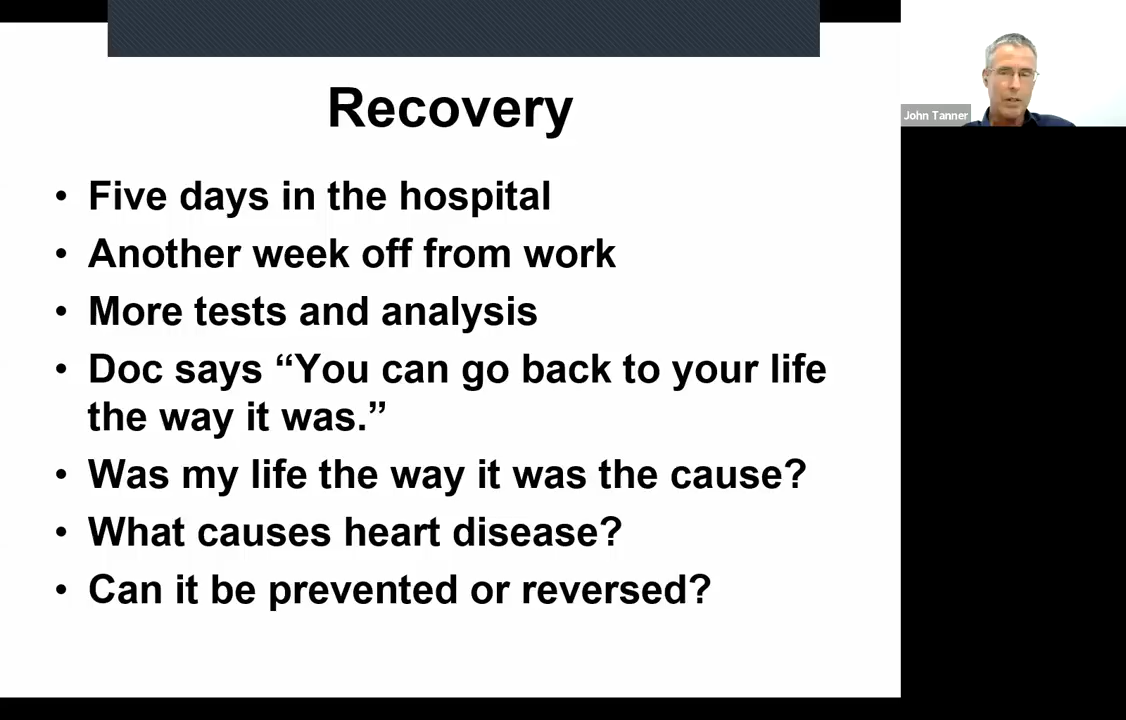 Recovery
• Five days in the hospital
• Another week off from work
• More tests and analysis
• Doc says “You can go back to your life
the way it was.”
• Was my life the way it was the cause?
• What causes heart disease?
• Can it be prevented or reversed?
John Tanner